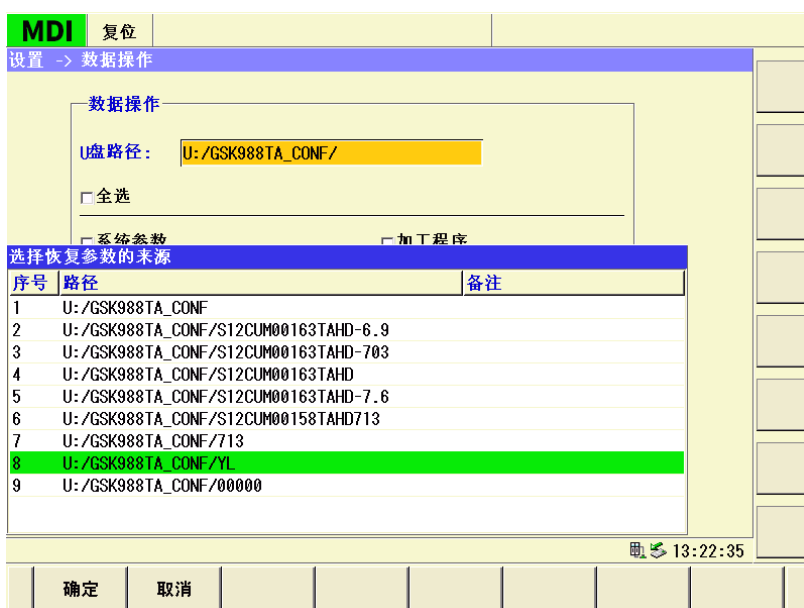 MDI 复位
设置 -> 数据操作
数据操作
U盘路径: U:/GSK988TA_CONF/
全选
系统参数 加工程序
选择恢复参数的来源
序号 路径 备注
1 U:/GSK988TA_CONF
2 U:/GSK988TA_CONF/S12CUM00163TAHD-6.9
3 U:/GSK988TA_CONF/S12CUM00163TAHD-703
4 U:/GSK988TA_CONF/S12CUM00163TAHD
5 U:/GSK988TA_CONF/S12CUM00163TAHD-7.6
6 U:/GSK988TA_CONF/S12CUM00158TAHD713
7 U:/GSK988TA_CONF/713
8 U:/GSK988TA_CONF/YL
9 U:/GSK988TA_CONF/00000
13:22:35
确定 取消